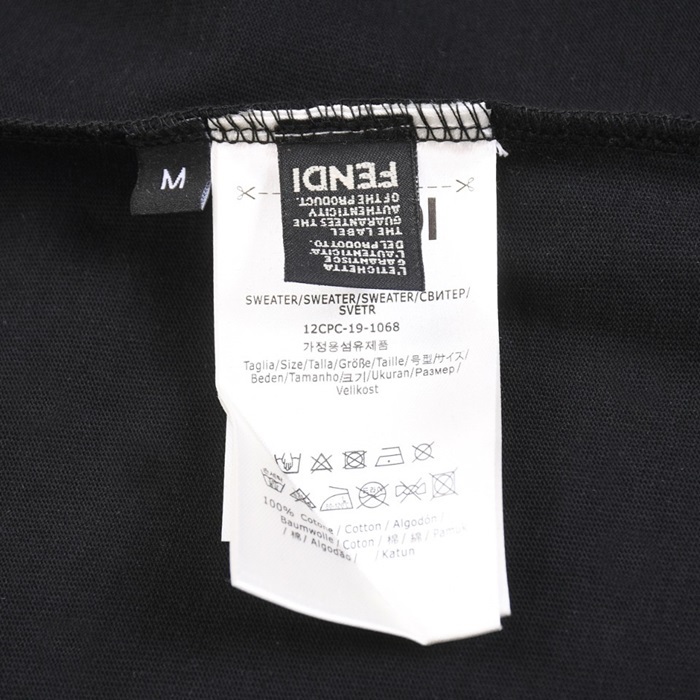 M
FENDI
L'ETICHETTA
GARANTISCE
L'AUTENTICITA'
DEL PRODOTTO.
THE LABEL
GUARANTEES THE
AUTHENTICITY
OF THE PRODUCT.
SWEATER/SWEATER/SWEATER/СВИТЕР/
SVETR
12CPC-19-1068
가정용섬유제품
Taglia/Size/Talla/Größe/Taille/号型/サイズ/
Beden/Tamanho/크기/Ukuran/Размер/
Velikost
100% Cotone / Cotton / Algodón/
Baumwolle / Coton / 棉 / 綿 / Pamuk
/ 棉/ Algodão / / Katun